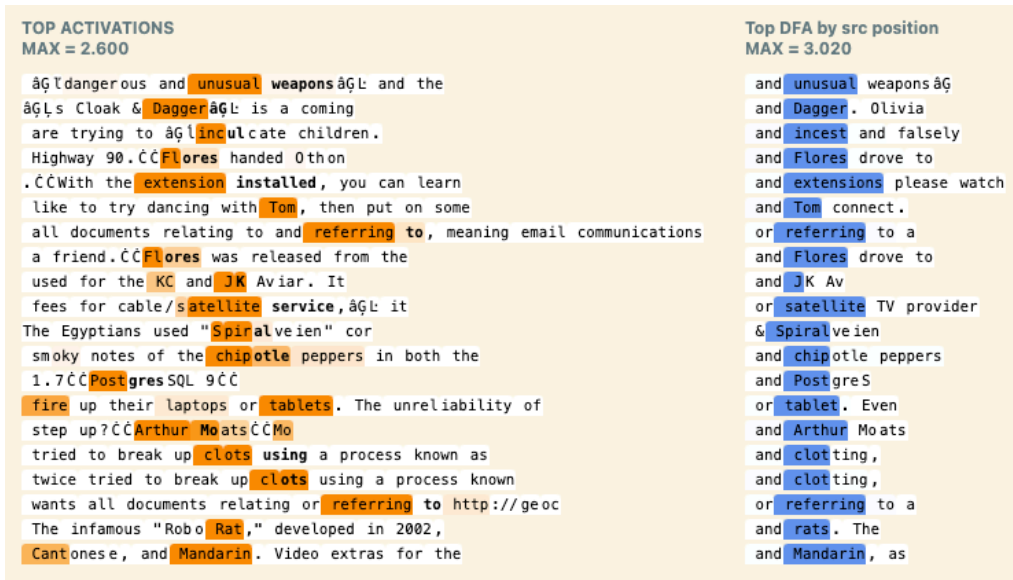 TOP ACTIVATIONS
MAX = 2.600
âĢľdangerous and unusual weaponsâĢĿ and the
âĢĿs Cloak & DaggerâĢĿ is a coming
are trying to âĢľinculcate children.
Highway 90.ĊĊFlores handed Othon
.ĊĊWith the extension installed, you can learn
like to try dancing with Tom, then put on some
all documents relating to and referring to, meaning email communications
a friend.ĊĊFlores was released from the
used for the KC and JK Aviar. It
fees for cable/satellite service,âĢĿ it
The Egyptians used "Spiralveien" cor
smoky notes of the chipotle peppers in both the
1.7ĊĊPostgresSQL 9ĊĊ
fire up their laptops or tablets. The unreliability of
step up?ĊĊArthur MoatsĊĊMo
tried to break up clots using a process known as
twice tried to break up clots using a process known
wants all documents relating or referring to http://geoc
The infamous "Robo Rat," developed in 2002,
Cantonese, and Mandarin. Video extras for the
Top DFA by src position
MAX = 3.020
and unusual weaponsâĢ
and Dagger. Olivia
and incest and falsely
and Flores drove to
and extensions please watch
and Tom connect.
or referring to a
and Flores drove to
and JK Av
or satellite TV provider
& Spiralveien
and chipotle peppers
and PostgreS
or tablet. Even
and Arthur Moats
and clotting,
and clotting,
or referring to a
and rats. The
and Mandarin, as